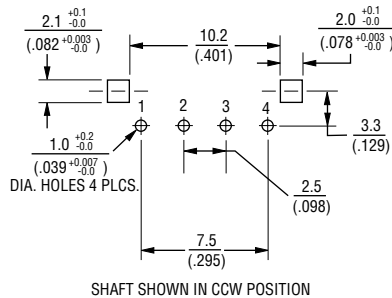 2.1 +0.1 -0.0
(.082 +0.003 -0.0)
10.2
(.401)
2.0 +0.1 -0.0
(.078 +0.003 -0.0)
1 2 3 4
1.0 +0.2 -0.0
(.039 +0.007 -0.0)
DIA. HOLES 4 PLCS.
3.3
(.129)
2.5
(.098)
7.5
(.295)
SHAFT SHOWN IN CCW POSITION